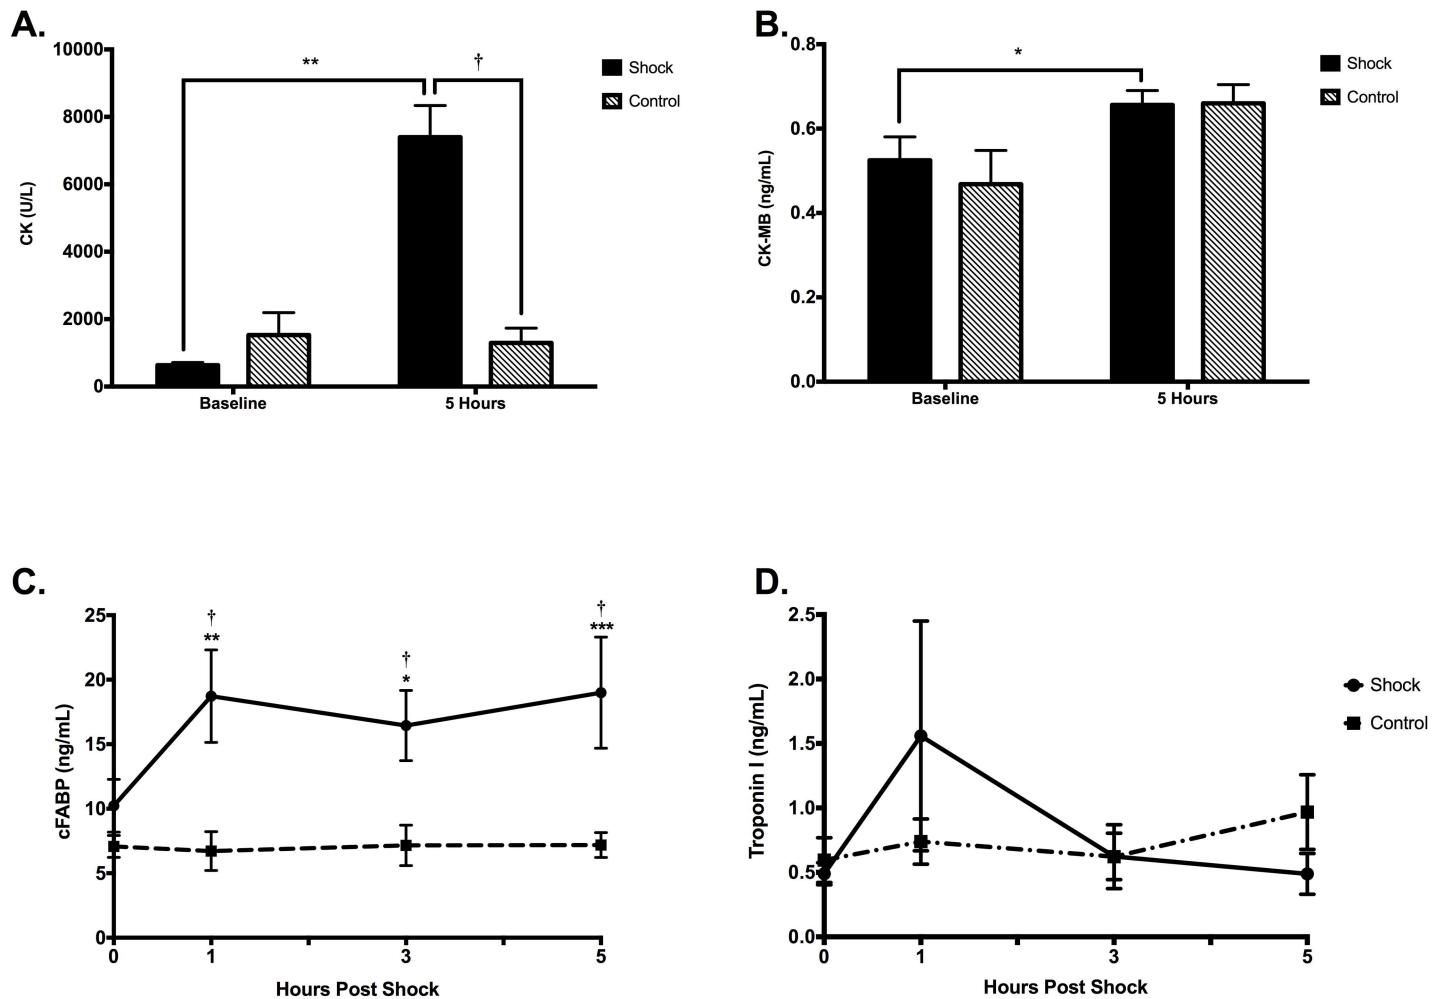 A.
10000
8000
6000
4000
2000
0
CK (U/L)
**
†
Shock
Control
Baseline
5 Hours
B.
0.8
0.6
0.4
0.2
0.0
CK-MB (ng/mL)
*
Shock
Control
Baseline
5 Hours
C.
25
20
15
10
5
0
cFABP (ng/mL)
†
**
†
*
†
***
0
1
3
5
Hours Post Shock
D.
2.5
2.0
1.5
1.0
0.5
0.0
Troponin I (ng/mL)
Shock
Control
0
1
3
5
Hours Post Shock